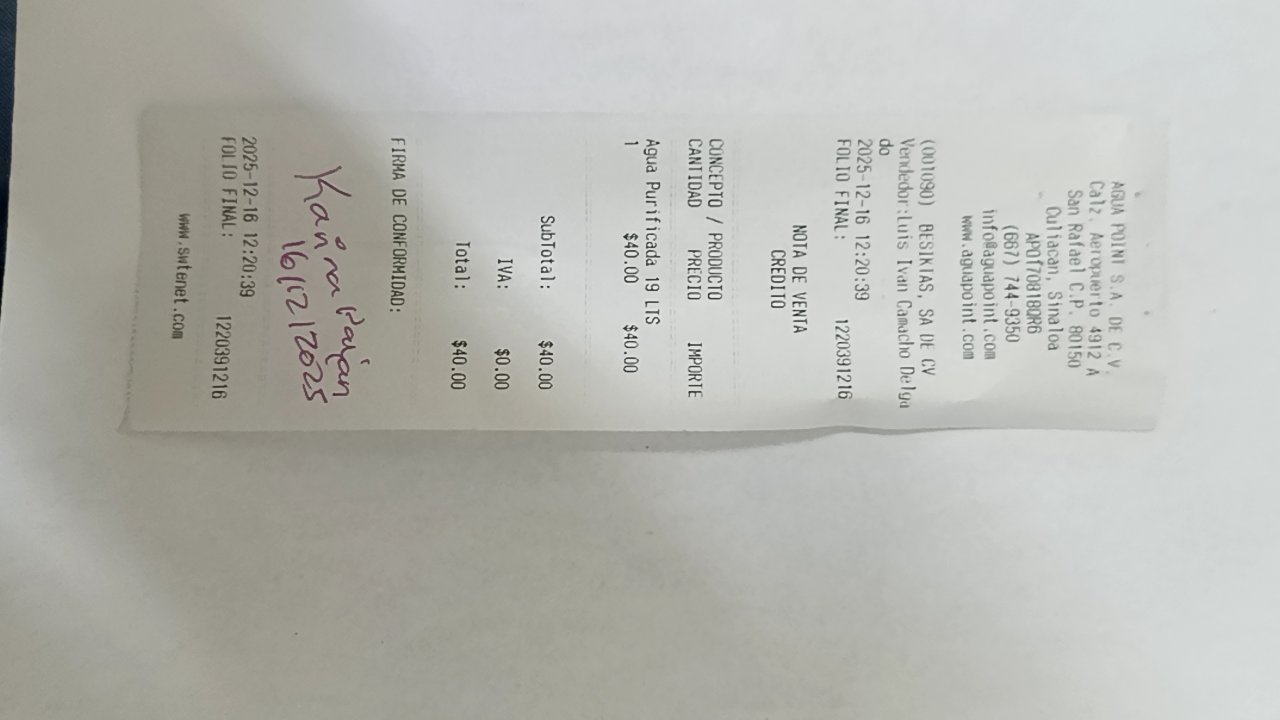 AGUA POINT S.A. DE C.V.
Calz. Aeropuerto 4912 A
San Rafael C.P. 80150
Culiacan, Sinaloa
APO170818QR6
(667) 744-9350
info@aguapoint.com
www.aguapoint.com
(001090) BESIKTAS, SA DE CV
Vendedor:Luis Ivan Camacho Delga
do
2025-12-16 12:20:39
FOLIO FINAL: 1220391216
NOTA DE VENTA
CREDITO
CONCEPTO / PRODUCTO
CANTIDAD PRECIO IMPORTE
Agua Purificada 19 LTS
1 $40.00 $40.00
SubTotal: $40.00
IVA: $0.00
Total: $40.00
FIRMA DE CONFORMIDAD:
Karina
16/12/2025
2025-12-16 12:20:39
FOLIO FINAL: 1220391216
www.swtenet.com